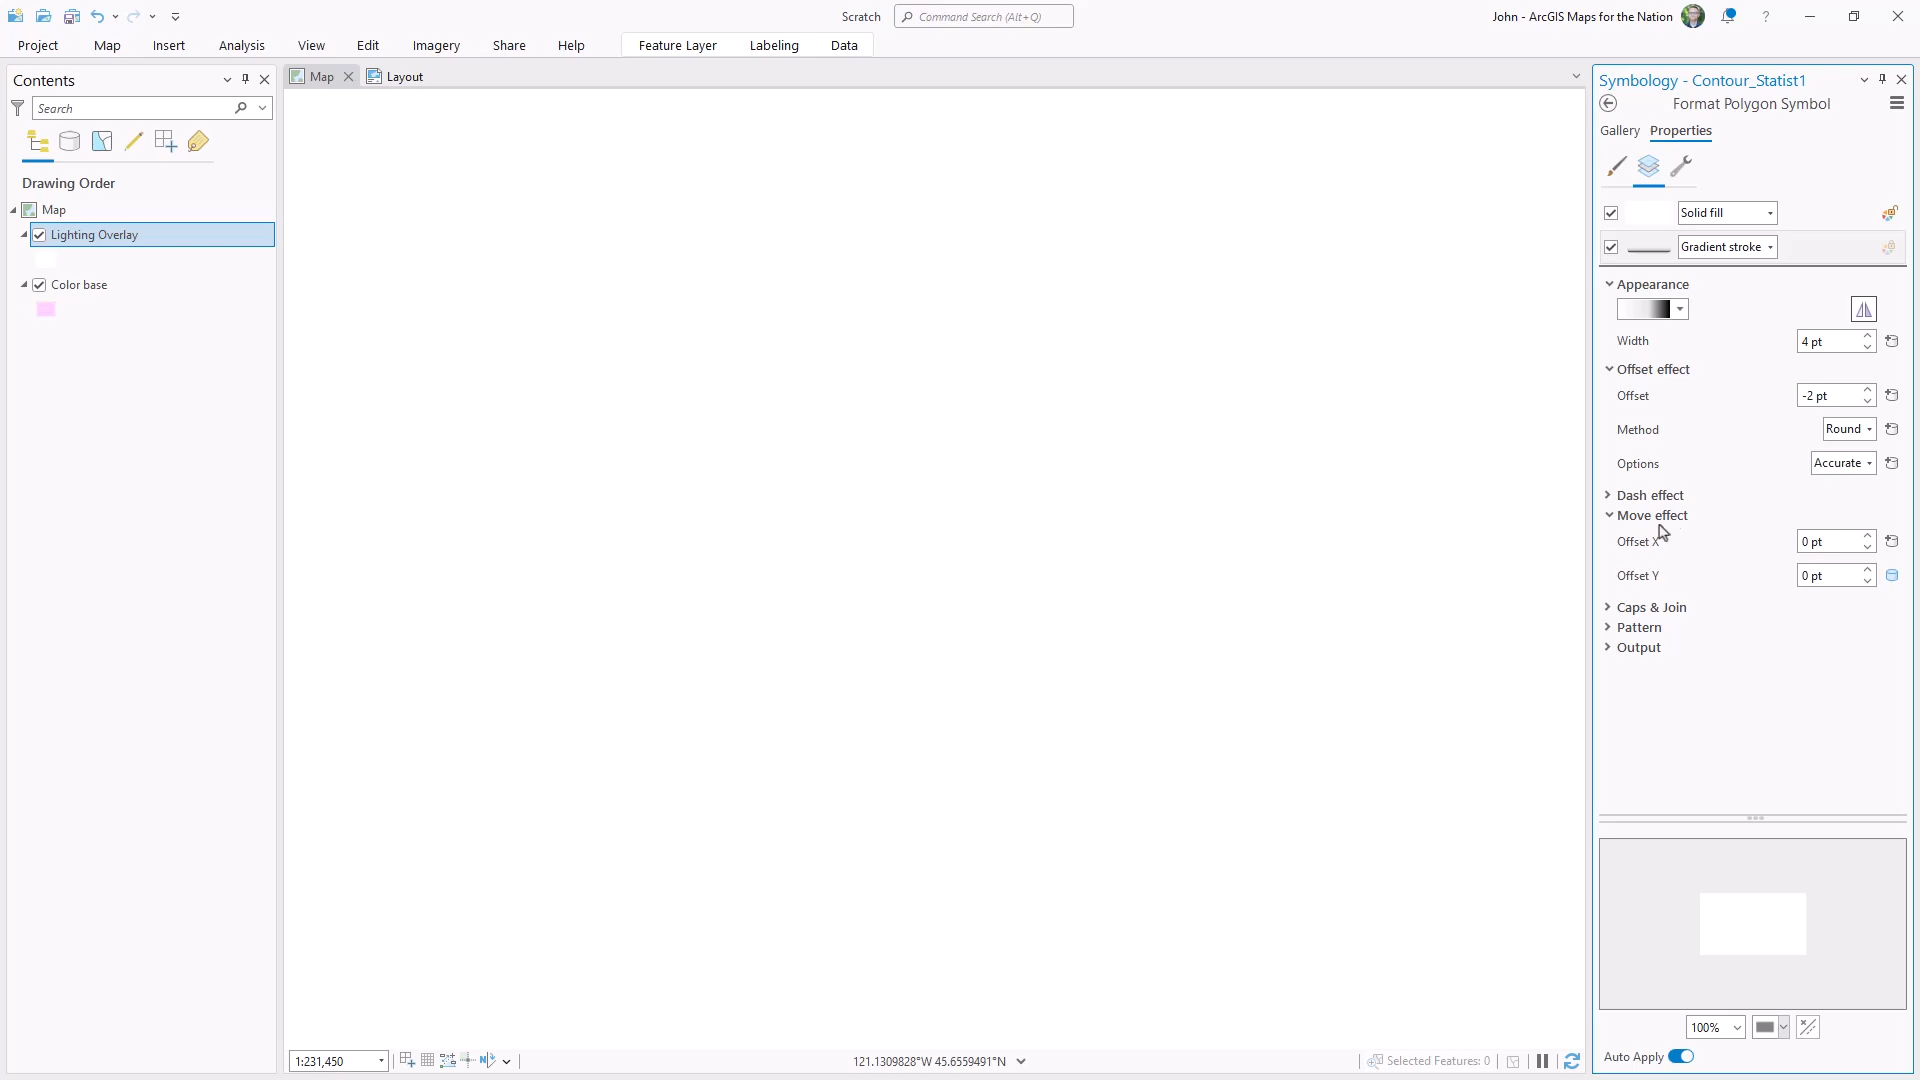 Scratch
Command Search (Alt+Q)
John - ArcGIS Maps for the Nation
?
Project
Map
Insert
Analysis
View
Edit
Imagery
Share
Help
Feature Layer
Labeling
Data
Contents
Search
Drawing Order
Map
Lighting Overlay
Color base
Map
Layout
1:231,450
121.1309828°W 45.6559491°N
Selected Features: 0
Symbology - Contour_Statist1
Format Polygon Symbol
Gallery
Properties
Solid fill
Gradient stroke
Appearance
Width
4 pt
Offset effect
Offset
-2 pt
Method
Round
Options
Accurate
Dash effect
Move effect
Offset X
0 pt
Offset Y
0 pt
Caps & Join
Pattern
Output
100%
Auto Apply